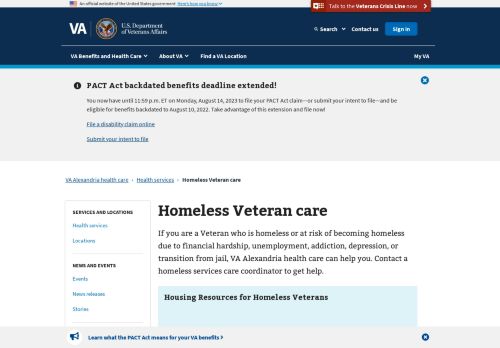 An official website of the United States government Here's how you know
Talk to the Veterans Crisis Line now
VA
U.S. Department
of Veterans Affairs
Search
Contact us
Sign in
VA Benefits and Health Care
About VA
Find a VA Location
My VA
PACT Act backdated benefits deadline extended!
You now have until 11:59 p.m. ET on Monday, August 14, 2023 to file your PACT Act claim—or submit your intent to file—and
be eligible for benefits backdated to August 10, 2022. Take advantage of this extension and file now!
File a disability claim online
Submit your intent to file
VA Alexandria health care › Health services › Homeless Veteran care
SERVICES AND LOCATIONS
Health services
Locations
NEWS AND EVENTS
Events
News releases
Stories
Homeless Veteran care
If you are a Veteran who is homeless or at risk of becoming homeless
due to financial hardship, unemployment, addiction, depression, or
transition from jail, VA Alexandria health care can help you. Contact a
homeless services care coordinator to get help.
Housing Resources for Homeless Veterans
Learn what the PACT Act means for your VA benefits